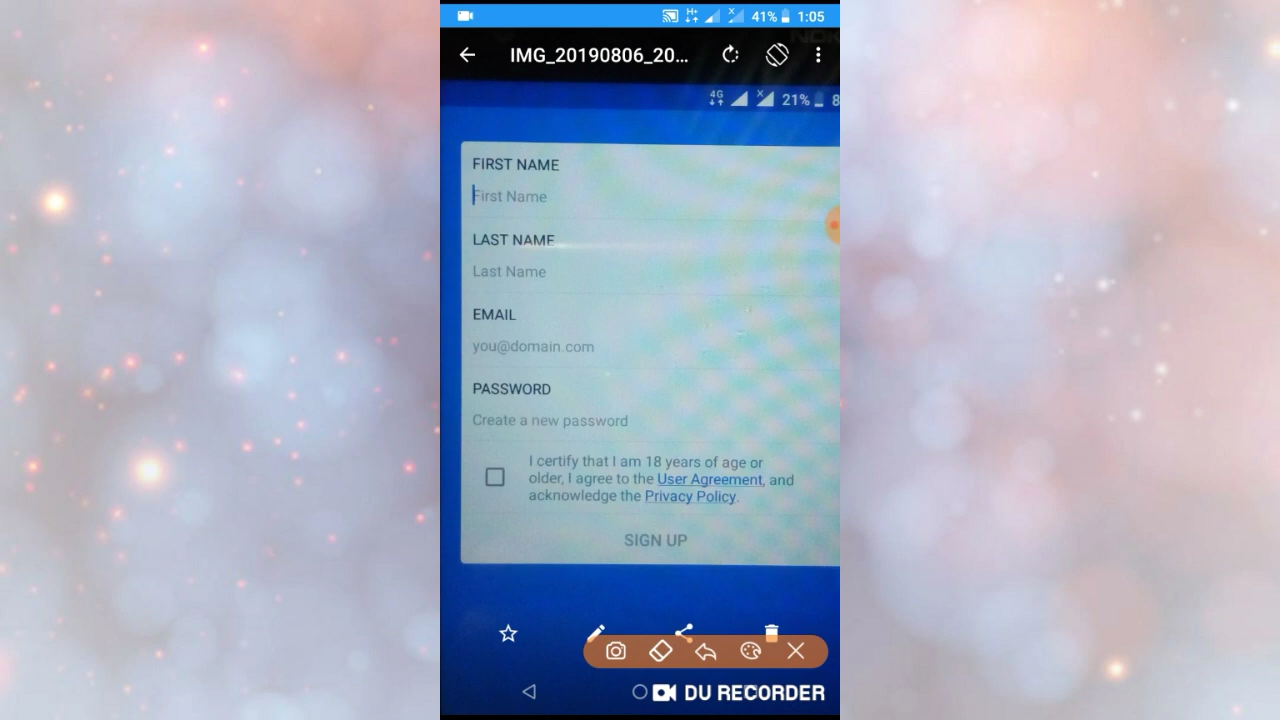 H+ X 41% 1:05
IMG_20190806_20...
4G X 21% 8
FIRST NAME
First Name
LAST NAME
Last Name
EMAIL
you@domain.com
PASSWORD
Create a new password
I certify that I am 18 years of age or
older, I agree to the User Agreement, and
acknowledge the Privacy Policy.
SIGN UP
DU RECORDER